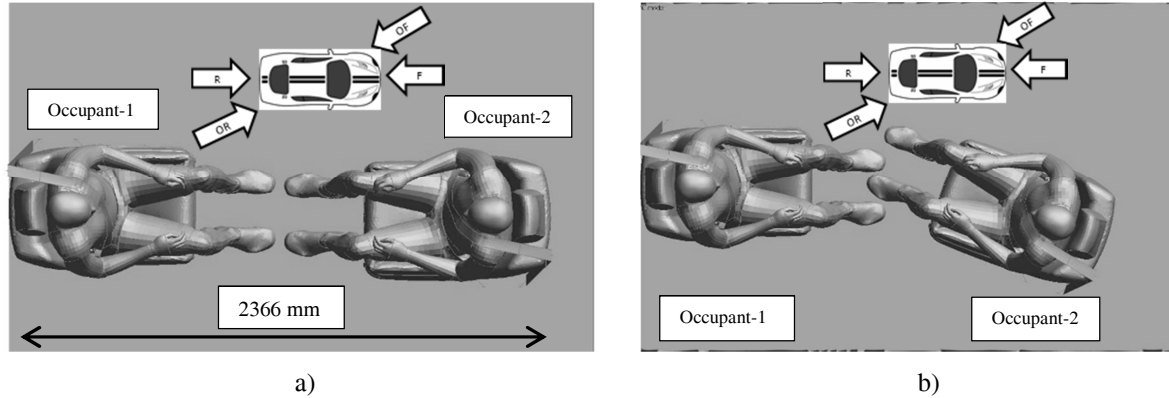 OF
R
F
OR
Occupant-1
Occupant-2
2366 mm
a)
OF
R
F
OR
Occupant-1
Occupant-2
b)